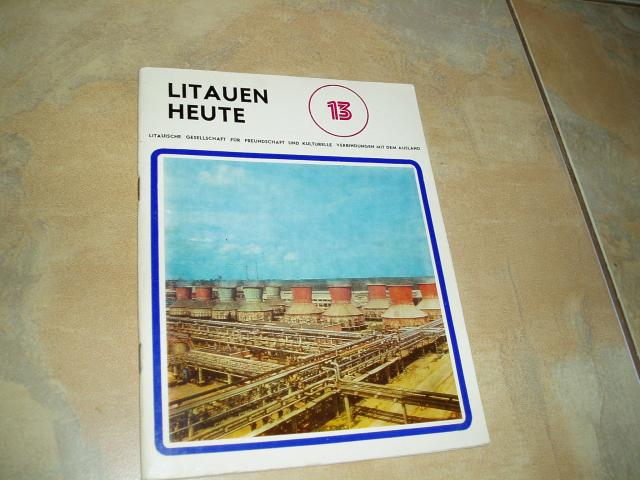 LITAUEN
HEUTE
13
LITAUISCHE GESELLSCHAFT FÜR FREUNDSCHAFT UND KULTURELLE VERBINDUNGEN MIT DEM AUSLAND